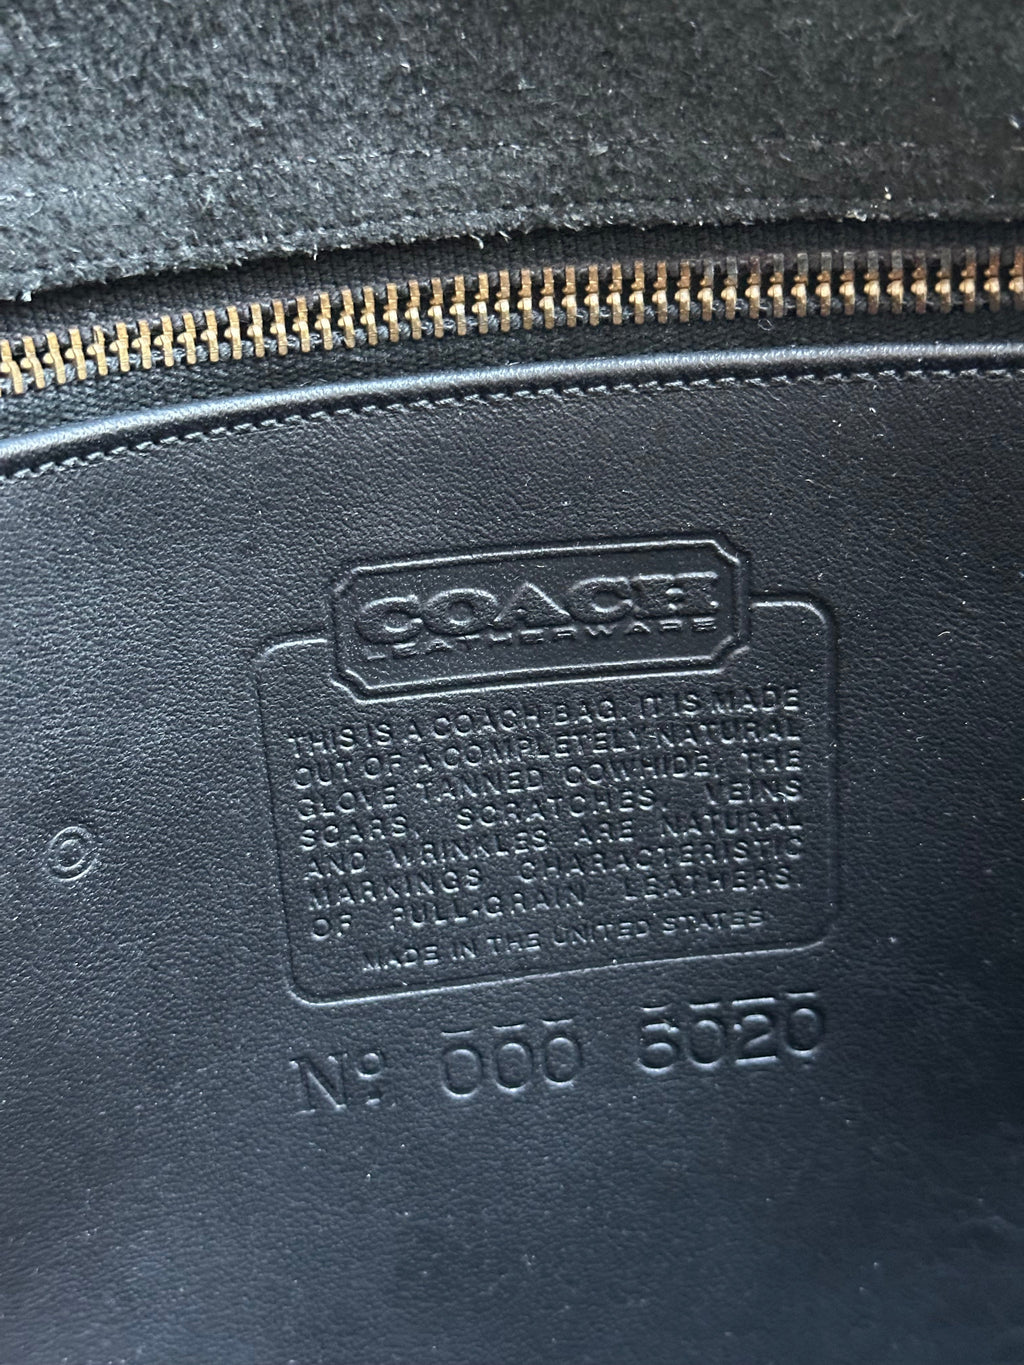 COACH
LEATHERWARE
THIS IS A COACH BAG. IT IS MADE
OUT OF A COMPLETELY NATURAL
GLOVE TANNED COWHIDE, THE
SCARS, SCRATCHES, VEINS
AND WRINKLES ARE NATURAL
MARKINGS CHARACTERISTIC
OF FULL-GRAIN LEATHERS.
MADE IN THE UNITED STATES
©
Nº 000 5020